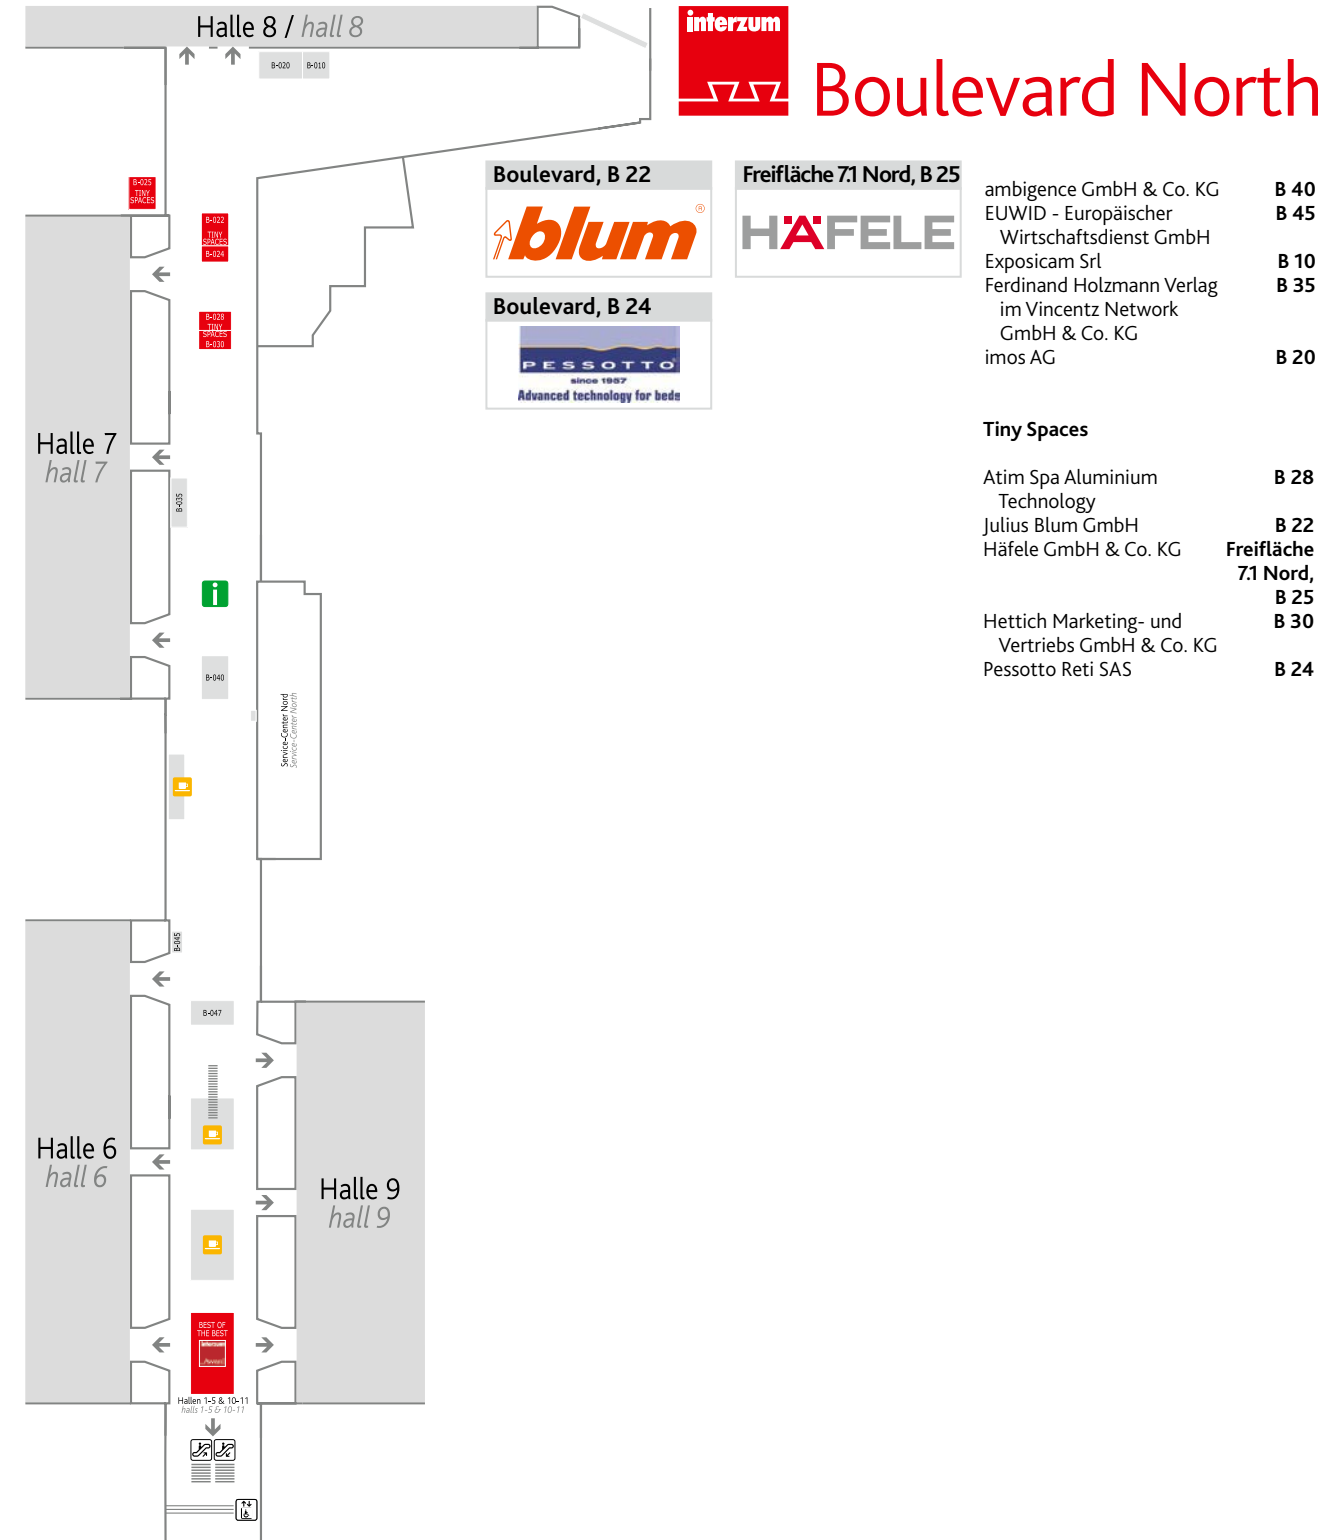 Halle 8 / hall 8
B-020
B-010
interzum
Boulevard North
B-025
TINY
SPACES
B-022
TINY
SPACES
B-024
B-028
TINY
SPACES
B-030
Halle 7
hall 7
B-035
i
B-040
Service-Center Nord
Service-Center North
B-045
B-047
Halle 6
hall 6
Halle 9
hall 9
BEST OF
THE BEST
interzum
Award
Hallen 1-5 & 10-11
halls 1-5 & 10-11
Boulevard, B 22
blum®
Freifläche 7.1 Nord, B 25
HÄFELE
Boulevard, B 24
PESSOTTO
since 1957
Advanced technology for beds
ambigence GmbH & Co. KG B 40
EUWID - Europäischer B 45
Wirtschaftsdienst GmbH
Exposicam Srl B 10
Ferdinand Holzmann Verlag B 35
im Vincentz Network
GmbH & Co. KG
imos AG B 20
Tiny Spaces
Atim Spa Aluminium B 28
Technology
Julius Blum GmbH B 22
Häfele GmbH & Co. KG Freifläche
7.1 Nord,
B 25
Hettich Marketing- und B 30
Vertriebs GmbH & Co. KG
Pessotto Reti SAS B 24